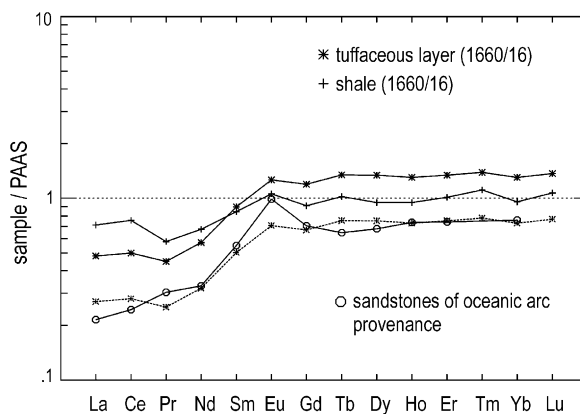 10
tuffaceous layer (1660/16)
shale (1660/16)
sample / PAAS
1
sandstones of oceanic arc
provenance
.1
La Ce Pr Nd Sm Eu Gd Tb Dy Ho Er Tm Yb Lu